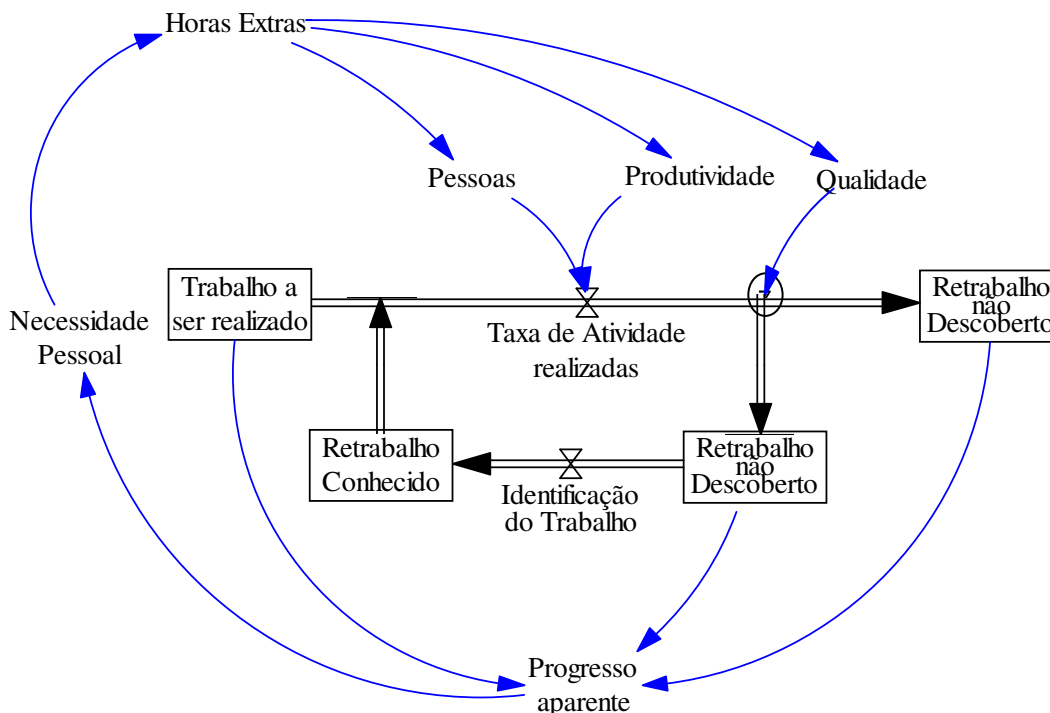 Horas Extras
Pessoas
Produtividade
Qualidade
Trabalho a
ser realizado
Retrabalho
não
Descoberto
Necessidade
Pessoal
Taxa de Atividade
realizadas
Retrabalho
Conhecido
Retrabalho
não
Descoberto
Identificação
do Trabalho
Progresso
aparente